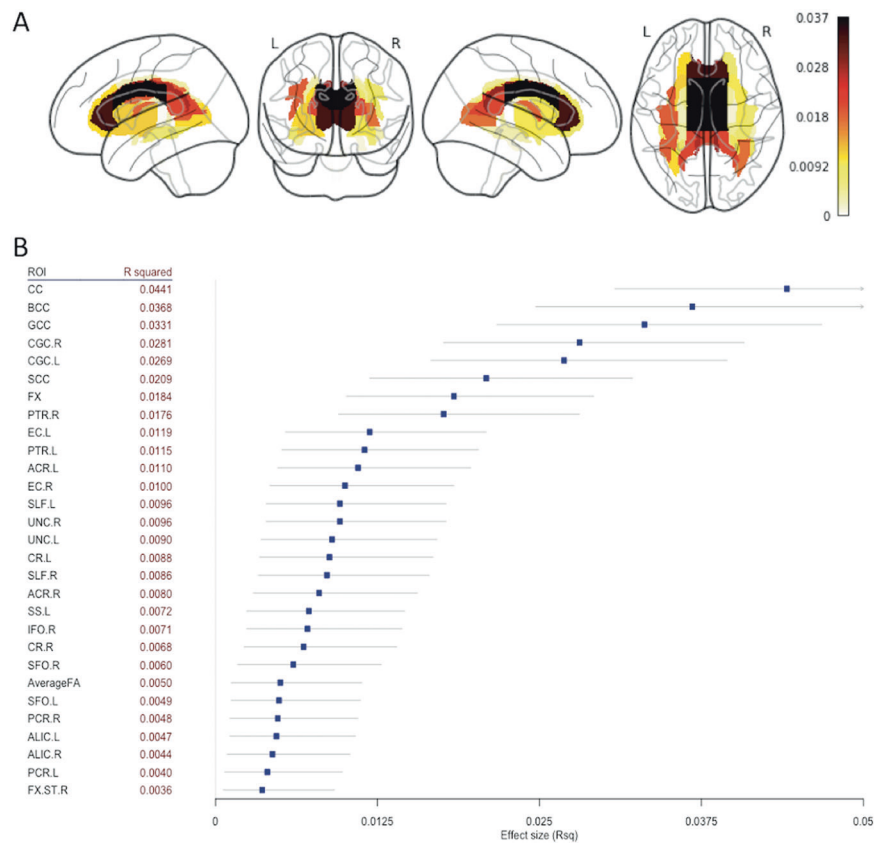 A
L R
L R
0.037
0.028
0.018
0.0092
0
B
ROI R squared
CC 0.0441
BCC 0.0368
GCC 0.0331
CGC.R 0.0281
CGC.L 0.0269
SCC 0.0209
FX 0.0184
PTR.R 0.0176
EC.L 0.0119
PTR.L 0.0115
ACR.L 0.0110
EC.R 0.0100
SLF.L 0.0096
UNC.R 0.0096
UNC.L 0.0090
CR.L 0.0088
SLF.R 0.0086
ACR.R 0.0080
SS.L 0.0072
IFO.R 0.0071
CR.R 0.0068
SFO.R 0.0060
AverageFA 0.0050
SFO.L 0.0049
PCR.R 0.0048
ALIC.L 0.0047
ALIC.R 0.0044
PCR.L 0.0040
FX.ST.R 0.0036
0 0.0125 0.025 0.0375 0.05
Effect size (Rsq)